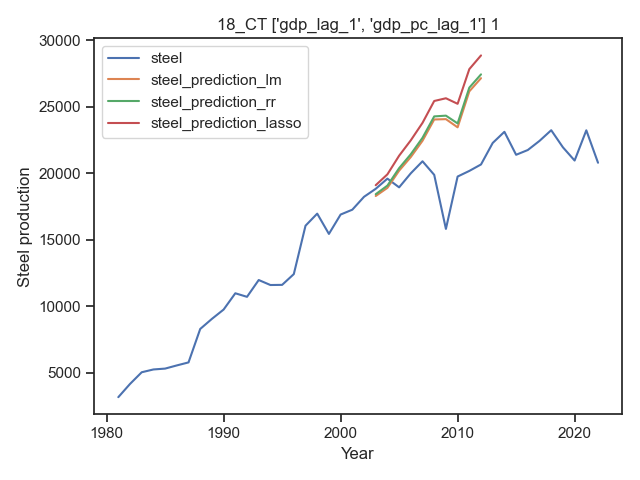 18_CT ['gdp_lag_1', 'gdp_pc_lag_1'] 1
30000
25000
20000
15000
10000
5000
Steel production
steel
steel_prediction_lm
steel_prediction_rr
steel_prediction_lasso
1980
1990
2000
2010
2020
Year